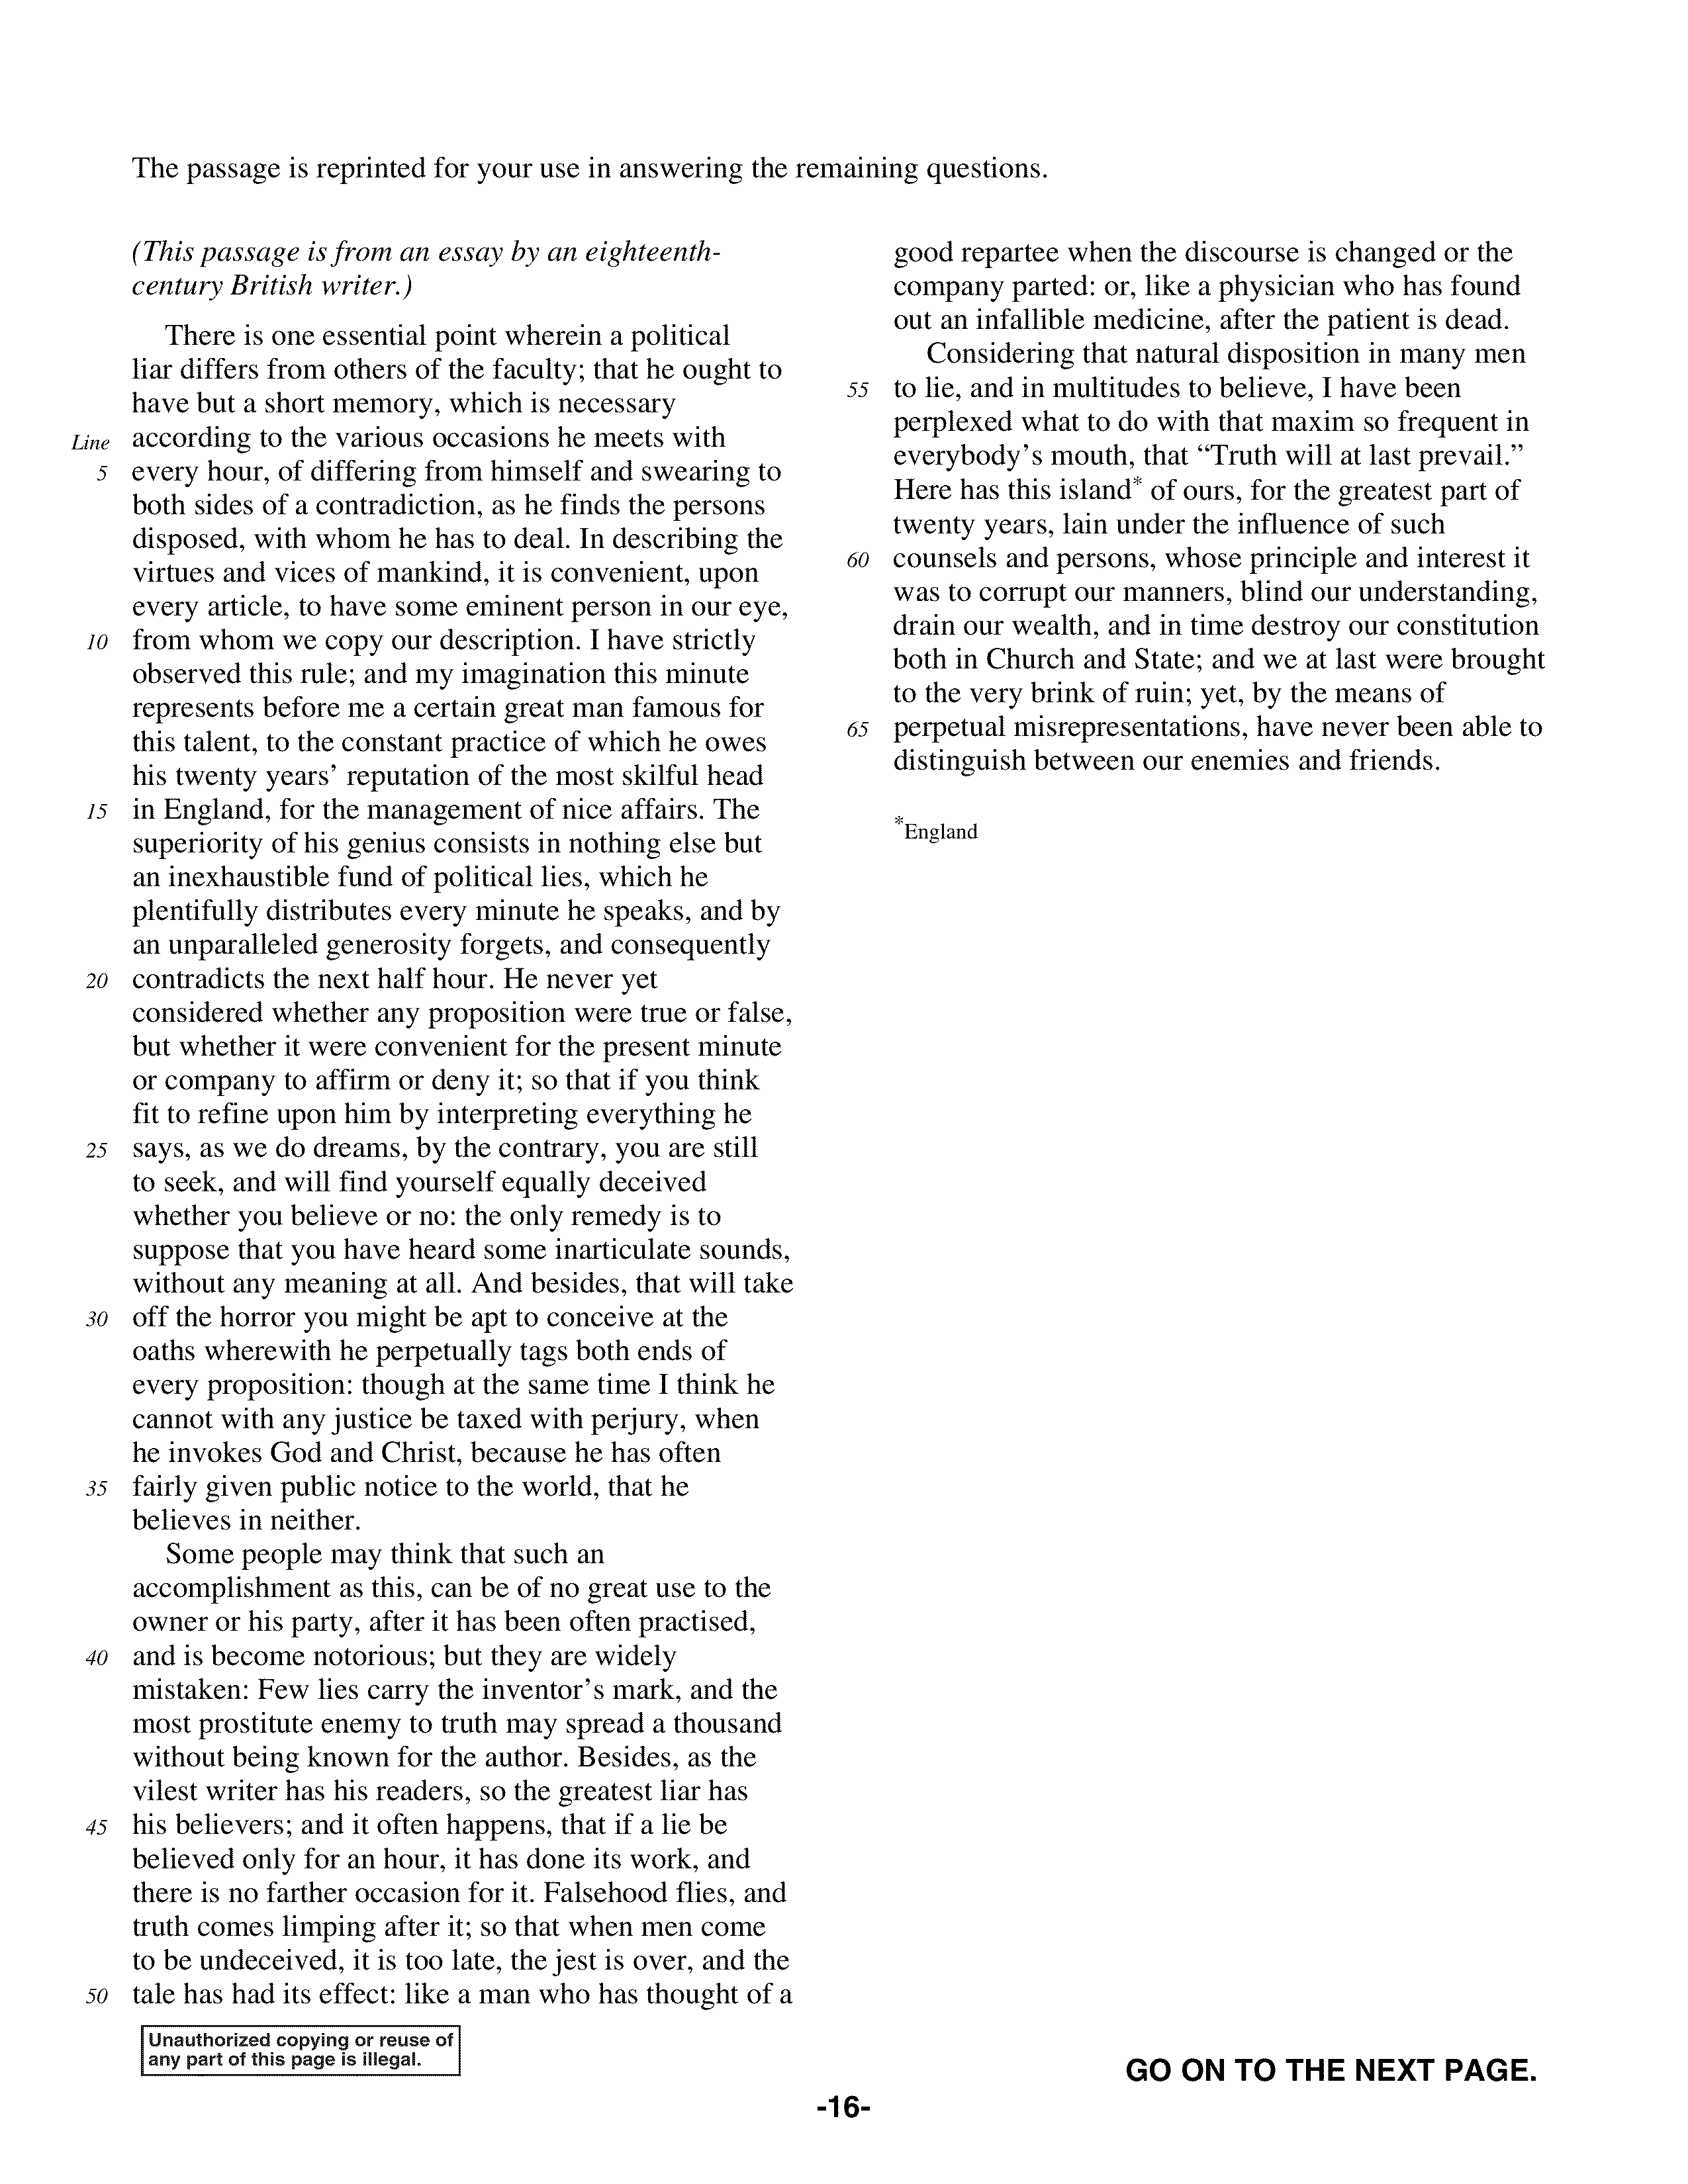 The passage is reprinted for your use in answering the remaining questions.
(This passage is from an essay by an eighteenth-
century British writer.)
There is one essential point wherein a political
liar differs from others of the faculty; that he ought to
have but a short memory, which is necessary
Line according to the various occasions he meets with
5 every hour, of differing from himself and swearing to
both sides of a contradiction, as he finds the persons
disposed, with whom he has to deal. In describing the
virtues and vices of mankind, it is convenient, upon
every article, to have some eminent person in our eye,
10 from whom we copy our description. I have strictly
observed this rule; and my imagination this minute
represents before me a certain great man famous for
this talent, to the constant practice of which he owes
his twenty years’ reputation of the most skilful head
15 in England, for the management of nice affairs. The
superiority of his genius consists in nothing else but
an inexhaustible fund of political lies, which he
plentifully distributes every minute he speaks, and by
an unparalleled generosity forgets, and consequently
20 contradicts the next half hour. He never yet
considered whether any proposition were true or false,
but whether it were convenient for the present minute
or company to affirm or deny it; so that if you think
fit to refine upon him by interpreting everything he
25 says, as we do dreams, by the contrary, you are still
to seek, and will find yourself equally deceived
whether you believe or no: the only remedy is to
suppose that you have heard some inarticulate sounds,
without any meaning at all. And besides, that will take
30 off the horror you might be apt to conceive at the
oaths wherewith he perpetually tags both ends of
every proposition: though at the same time I think he
cannot with any justice be taxed with perjury, when
he invokes God and Christ, because he has often
35 fairly given public notice to the world, that he
believes in neither.
Some people may think that such an
accomplishment as this, can be of no great use to the
owner or his party, after it has been often practised,
40 and is become notorious; but they are widely
mistaken: Few lies carry the inventor’s mark, and the
most prostitute enemy to truth may spread a thousand
without being known for the author. Besides, as the
vilest writer has his readers, so the greatest liar has
45 his believers; and it often happens, that if a lie be
believed only for an hour, it has done its work, and
there is no farther occasion for it. Falsehood flies, and
truth comes limping after it; so that when men come
to be undeceived, it is too late, the jest is over, and the
50 tale has had its effect: like a man who has thought of a
good repartee when the discourse is changed or the
company parted: or, like a physician who has found
out an infallible medicine, after the patient is dead.
Considering that natural disposition in many men
55 to lie, and in multitudes to believe, I have been
perplexed what to do with that maxim so frequent in
everybody’s mouth, that “Truth will at last prevail.”
Here has this island* of ours, for the greatest part of
twenty years, lain under the influence of such
60 counsels and persons, whose principle and interest it
was to corrupt our manners, blind our understanding,
drain our wealth, and in time destroy our constitution
both in Church and State; and we at last were brought
to the very brink of ruin; yet, by the means of
65 perpetual misrepresentations, have never been able to
distinguish between our enemies and friends.
*England
Unauthorized copying or reuse of
any part of this page is illegal.
GO ON TO THE NEXT PAGE.
-16-